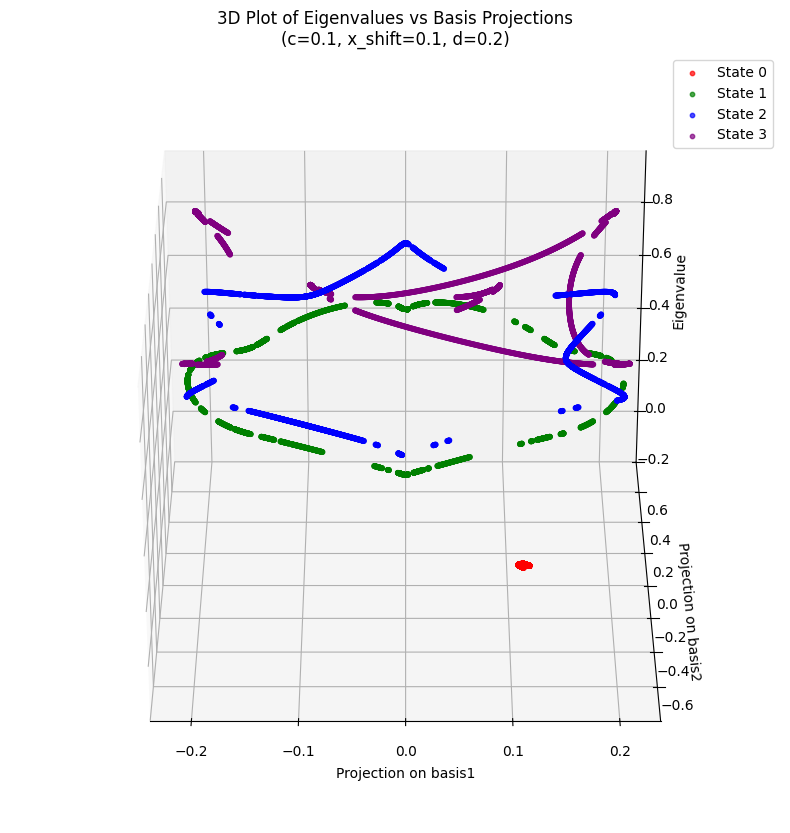 3D Plot of Eigenvalues vs Basis Projections
(c=0.1, x_shift=0.1, d=0.2)
State 0
State 1
State 2
State 3
0.8
0.6
0.4
0.2
0.0
−0.2
Eigenvalue
0.6
0.4
0.2
0.0
−0.2
−0.4
−0.6
Projection on basis2
−0.2
−0.1
0.0
0.1
0.2
Projection on basis1